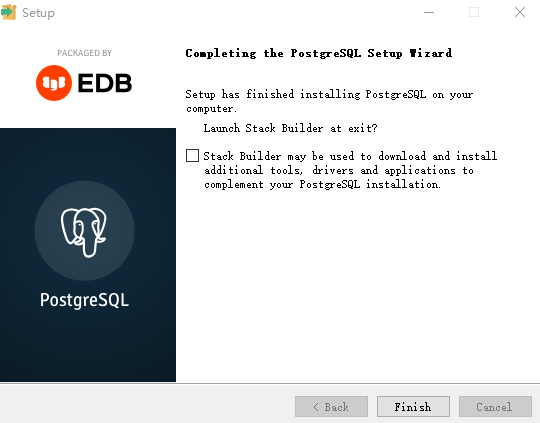 Setup
PACKAGED BY
EDB
PostgreSQL
Completing the PostgreSQL Setup Wizard
Setup has finished installing PostgreSQL on your
computer.
Launch Stack Builder at exit?
Stack Builder may be used to download and install
additional tools, drivers and applications to
complement your PostgreSQL installation.
< Back
Finish
Cancel